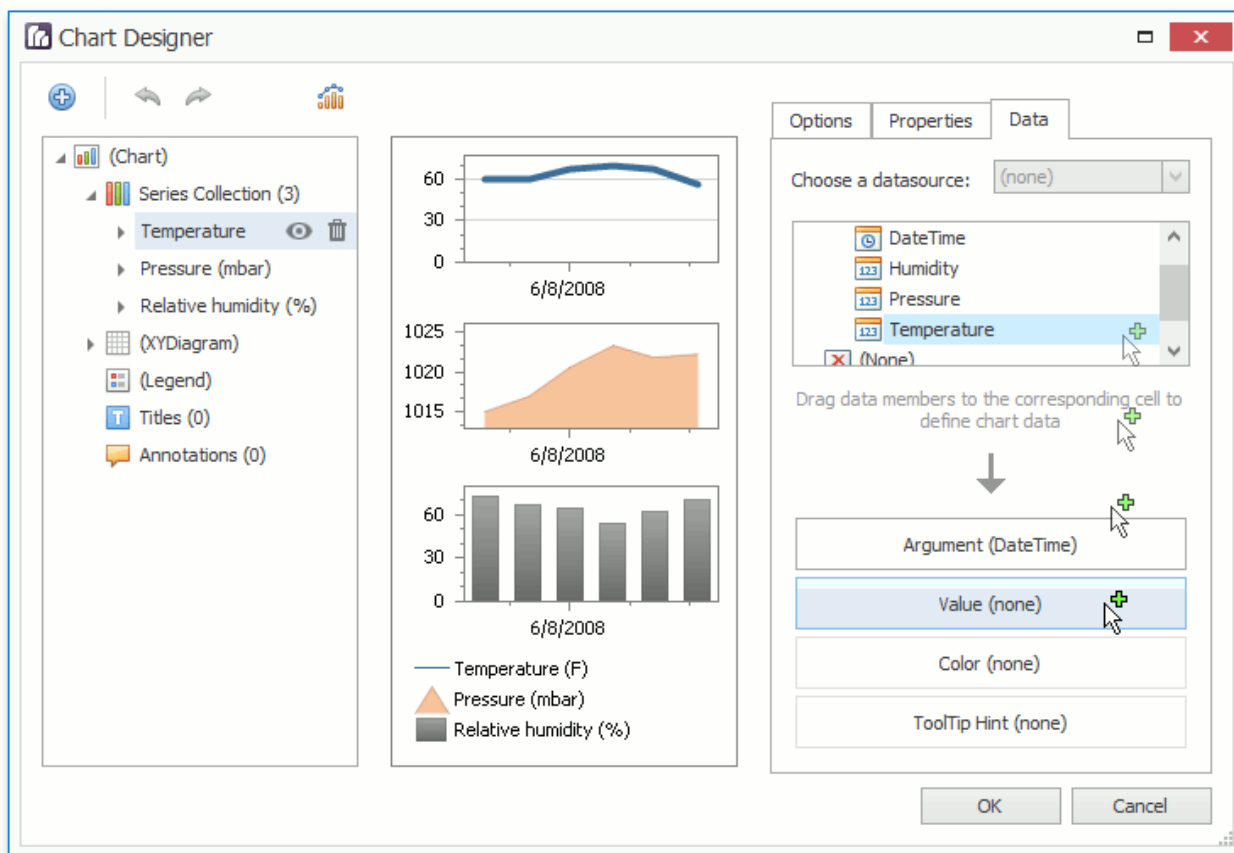 Chart Designer
Options
Properties
Data
(Chart)
Series Collection (3)
Temperature
Pressure (mbar)
Relative humidity (%)
(XYDiagram)
(Legend)
Titles (0)
Annotations (0)
60
30
0
6/8/2008
1025
1020
1015
6/8/2008
60
30
0
6/8/2008
Temperature (F)
Pressure (mbar)
Relative humidity (%)
Choose a datasource:
(none)
DateTime
123 Humidity
123 Pressure
123 Temperature
(None)
Drag data members to the corresponding cell to
define chart data
Argument (DateTime)
Value (none)
Color (none)
ToolTip Hint (none)
OK
Cancel